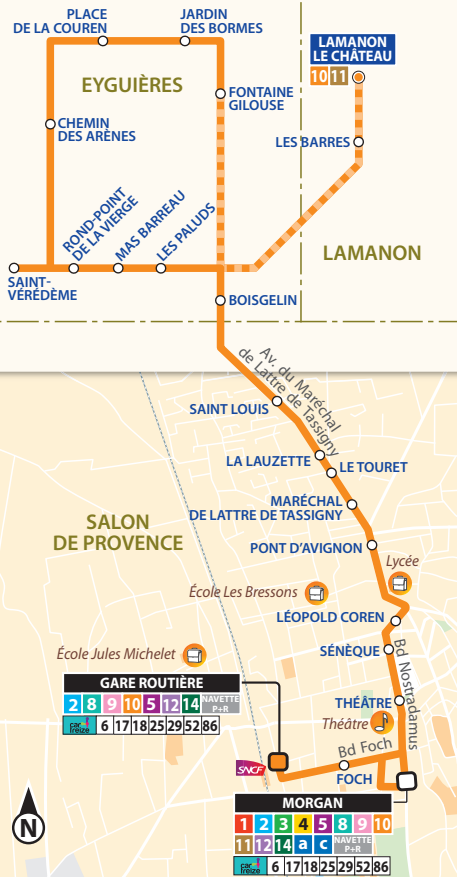 PLACE
DE LA COUREN
JARDIN
DES BORMES
LAMANON
LE CHÂTEAU
10 11
EYGUIÈRES
FONTAINE
GILOUSE
CHEMIN
DES ARÈNES
LES BARRES
ROND-POINT
DE LA VIERGE
MAS BARREAU
LES PALUDS
LAMANON
SAINT-
VÉRÉDÈME
BOISGELIN
Av. du Maréchal
de Lattre de Tassigny
SAINT LOUIS
LA LAUZETTE
LE TOURET
MARÉCHAL
DE LATTRE DE TASSIGNY
SALON
DE PROVENCE
PONT D'AVIGNON
Lycée
École Les Bressons
LÉOPOLD COREN
SÉNÈQUE
Bd Nostradamus
École Jules Michelet
GARE ROUTIÈRE
2 8 9 10 5 12 14 NAVETTE
P+R
car
treize 6 17 18 25 29 52 86
THÉÂTRE
Théâtre
Bd Foch
SNCF
FOCH
N
MORGAN
1 2 3 4 5 8 9 10
11 12 14 a c NAVETTE
P+R
car
treize 6 17 18 25 29 52 86